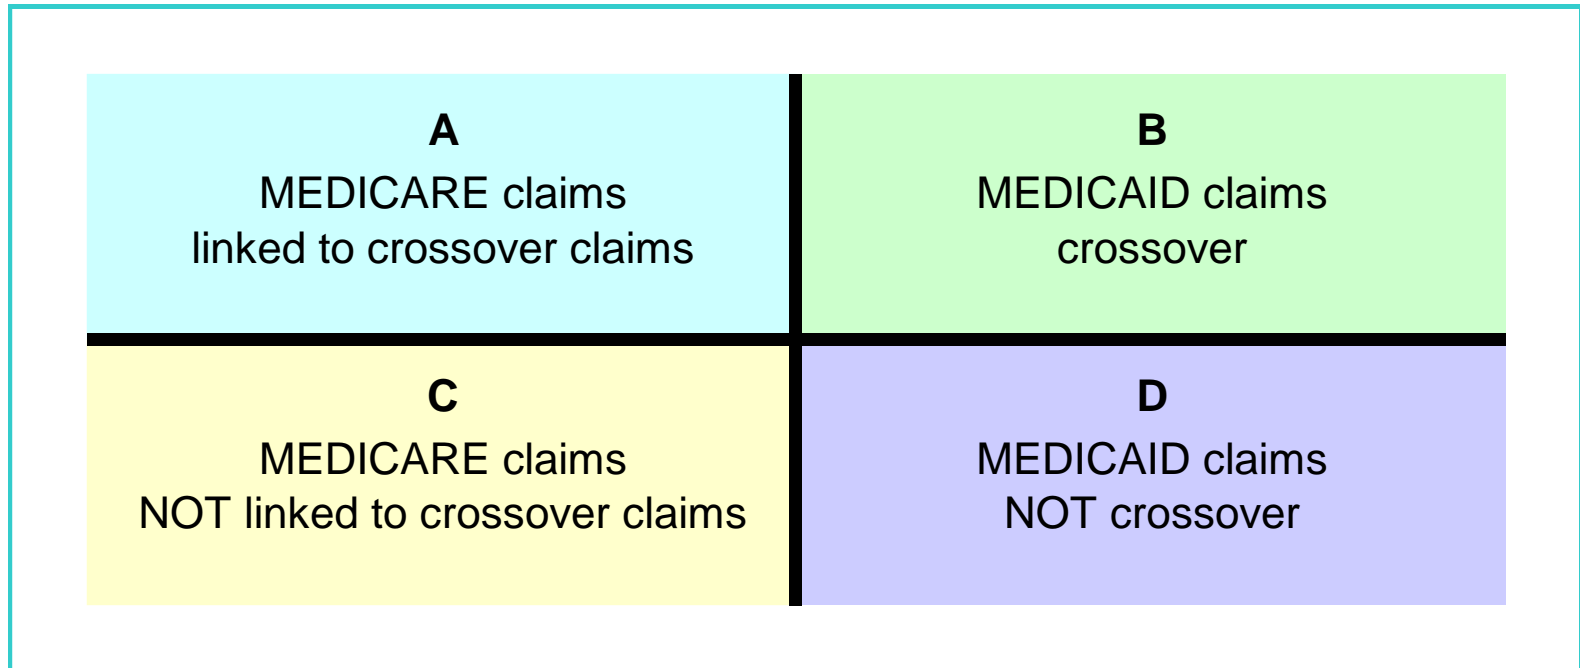 A
MEDICARE claims
linked to crossover claims
B
MEDICAID claims
crossover
C
MEDICARE claims
NOT linked to crossover claims
D
MEDICAID claims
NOT crossover